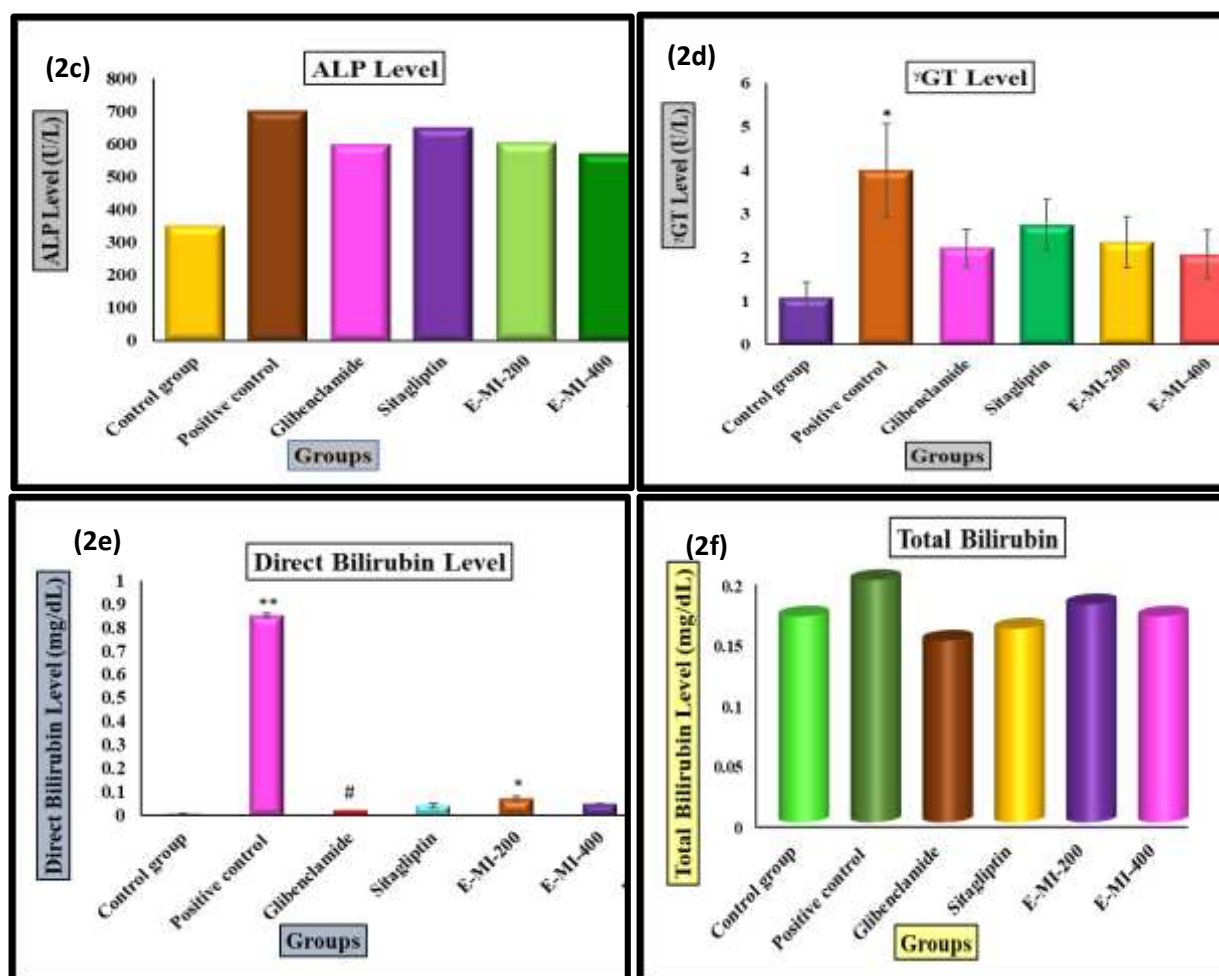 (2c)
ALP Level
ALP Level (U/L)
800
700
600
500
400
300
200
100
0
Control group
Positive control
Glibenclamide
Sitagliptin
E-MI-200
E-MI-400
Groups
(2d)
γGT Level
γGT Level (U/L)
6
5
4
3
2
1
0
*
Control group
Positive control
Glibenclamide
Sitagliptin
E-MI-200
E-MI-400
Groups
(2e)
Direct Bilirubin Level
Direct Bilirubin Level (mg/dL)
1
0.9
0.8
0.7
0.6
0.5
0.4
0.3
0.2
0.1
0
**
#
*
Control group
Positive control
Glibenclamide
Sitagliptin
E-MI-200
E-MI-400
Groups
(2f)
Total Bilirubin
Total Bilirubin Level (mg/dL)
0.2
0.15
0.1
0.05
0
Control group
Positive control
Glibenclamide
Sitagliptin
E-MI-200
E-MI-400
Groups